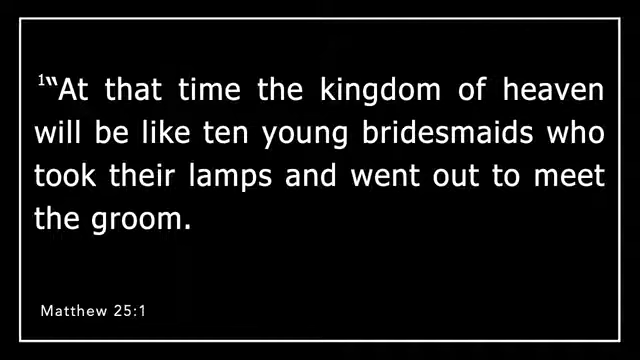 ¹“At that time the kingdom of heaven
will be like ten young bridesmaids who
took their lamps and went out to meet
the groom.
Matthew 25:1